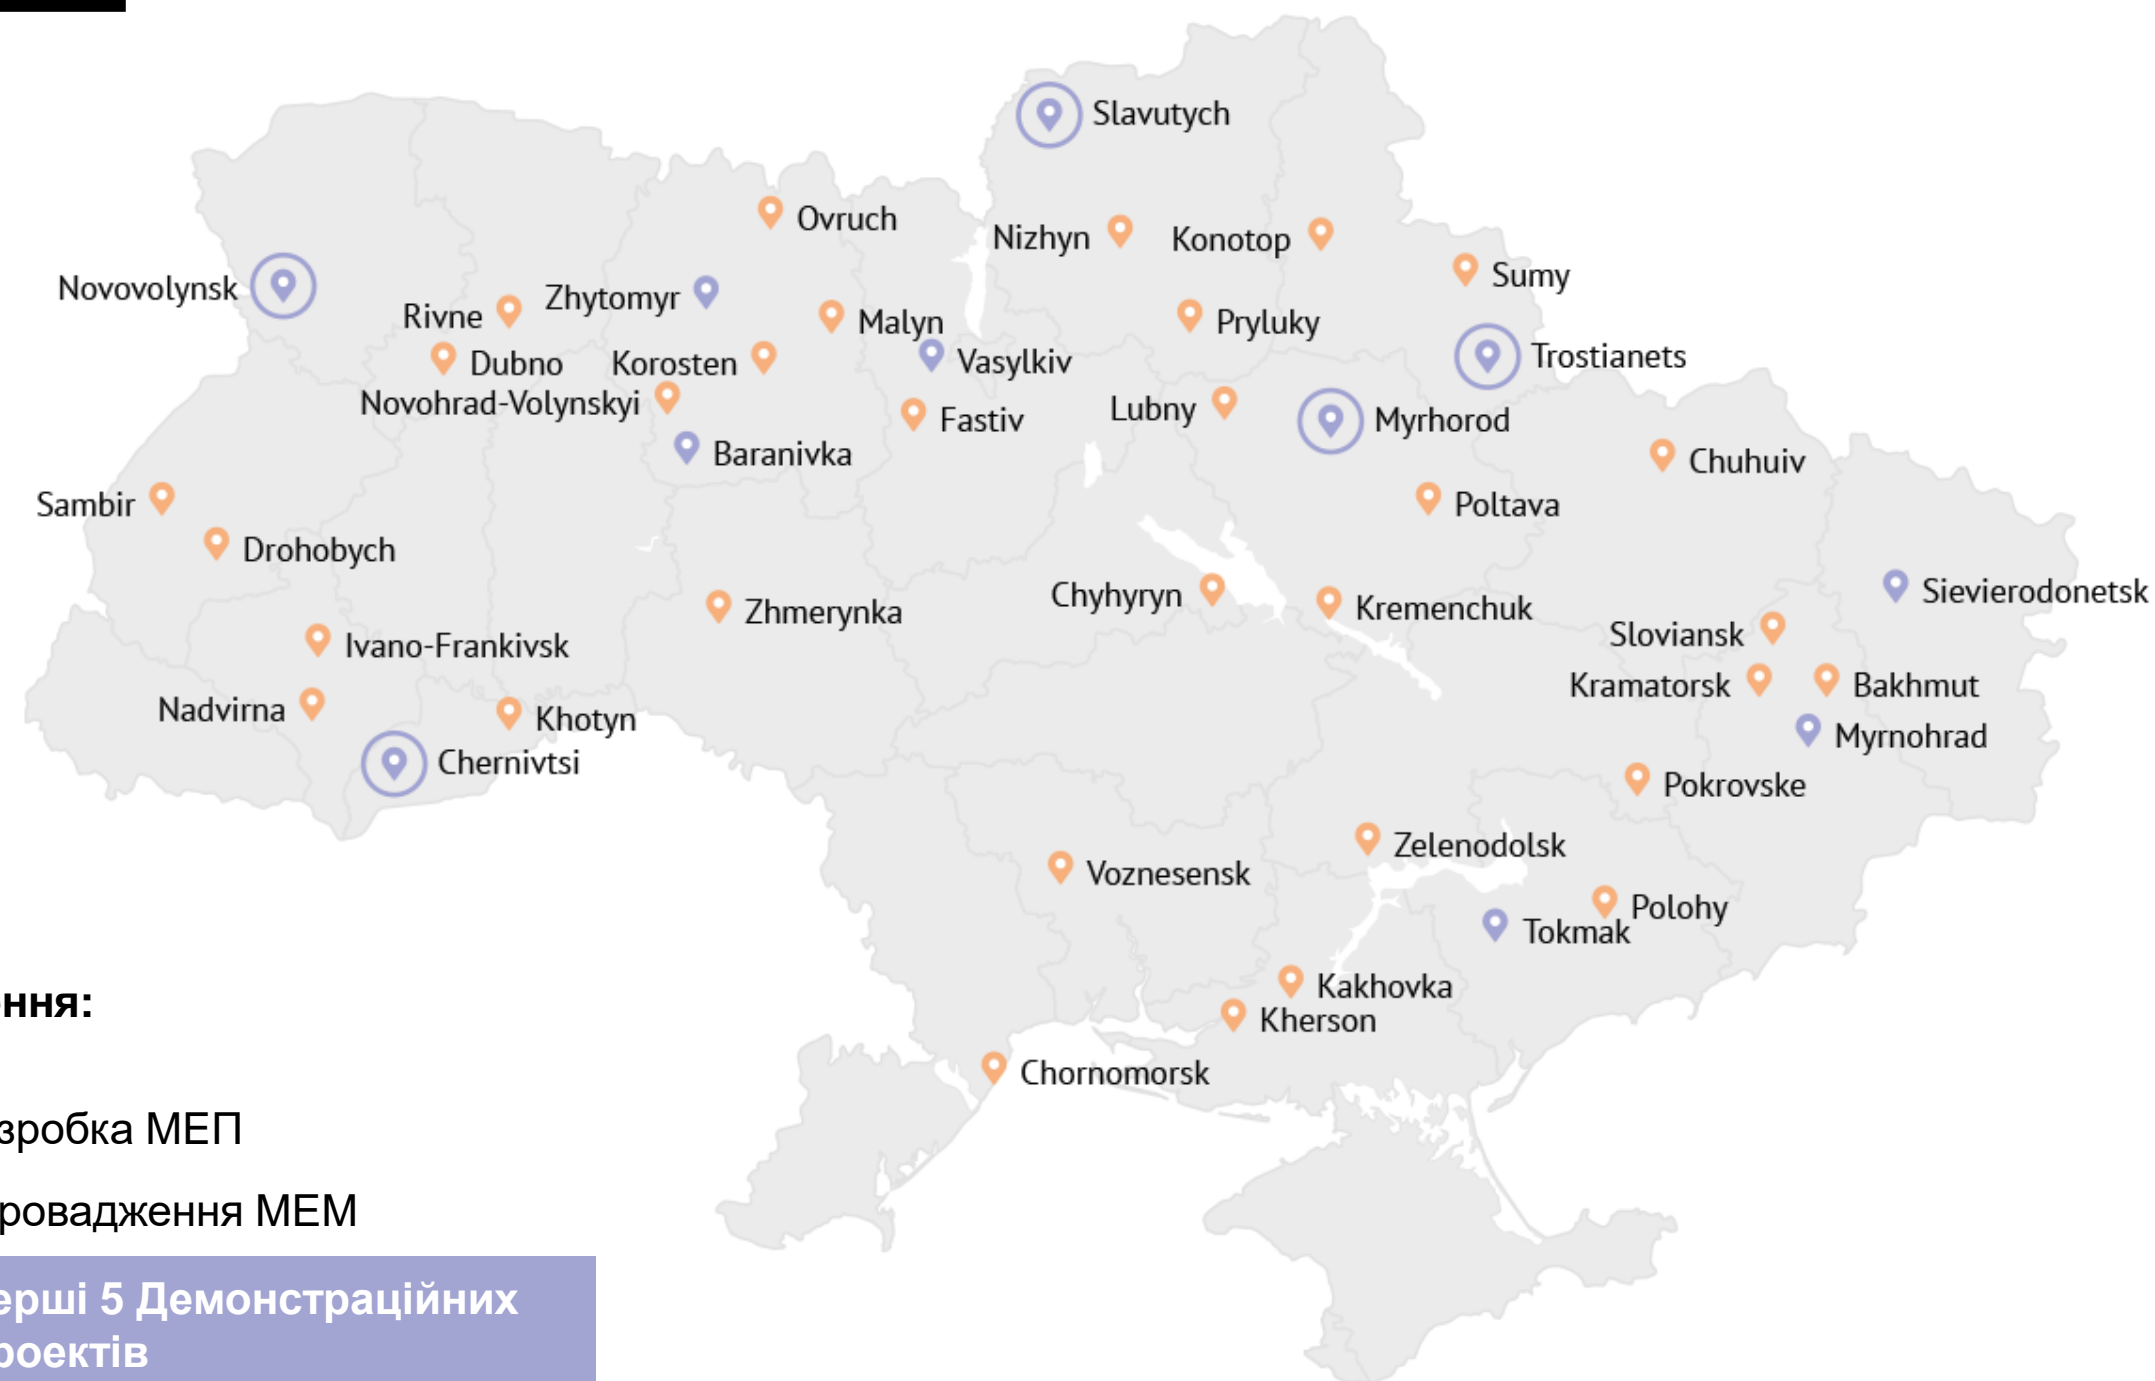 Slavutych
Ovruch
Nizhyn
Konotop
Sumy
Novovolynsk
Zhytomyr
Rivne
Malyn
Pryluky
Trostianets
Dubno
Korosten
Vasylkiv
Novohrad-Volynskyi
Fastiv
Lubny
Myrhorod
Baranivka
Chuhuiv
Sambir
Poltava
Drohobych
Sievierodonetsk
Chyhyryn
Kremenchuk
Zhmerynka
Sloviansk
Ivano-Frankivsk
Kramatorsk
Bakhmut
Nadvirna
Khotyn
Myrnohrad
Chernivtsi
Pokrovske
Zelenodolsk
Voznesensk
Polohy
Tokmak
Kakhovka
Kherson
Chornomorsk
ння:
зробка МЕП
ровадження МЕМ
ерші 5 Демонстраційних
роектів